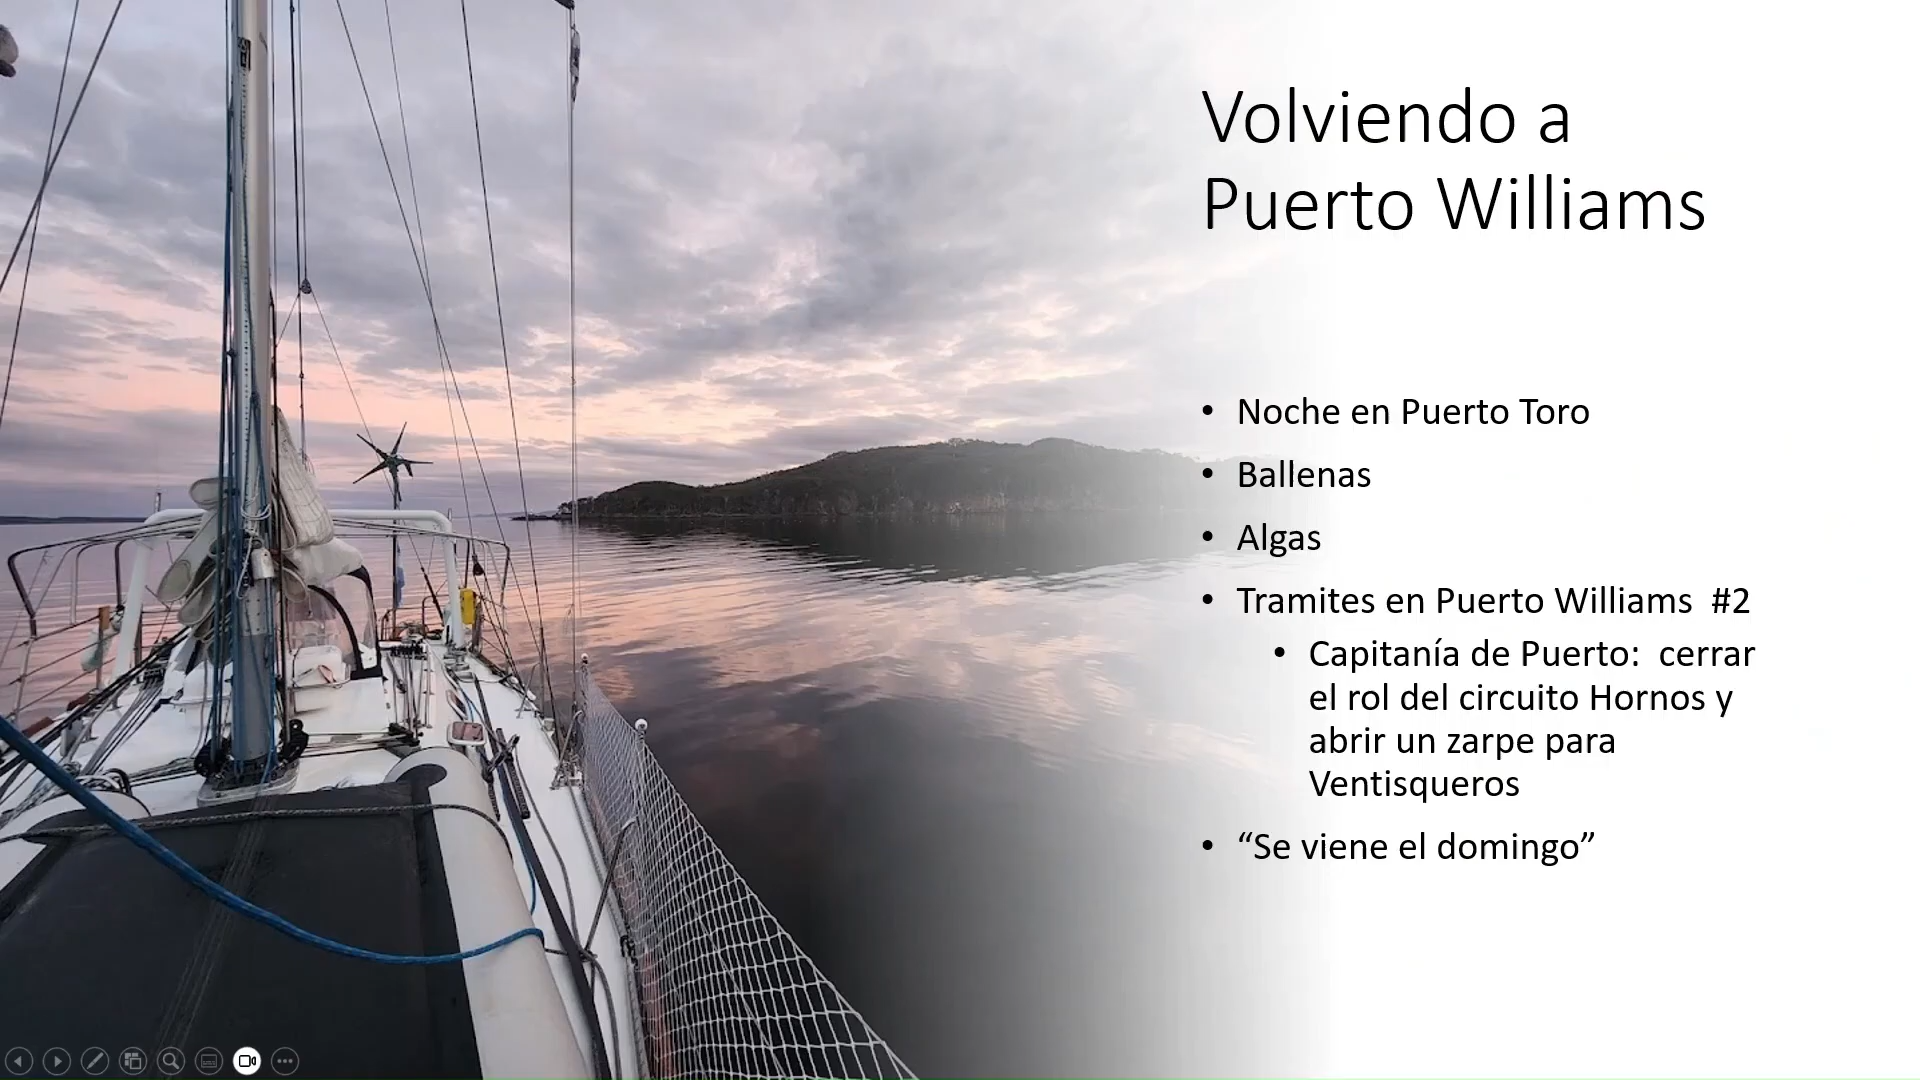 Volviendo a
Puerto Williams
• Noche en Puerto Toro
• Ballenas
• Algas
• Tramites en Puerto Williams  #2
• Capitanía de Puerto:  cerrar
el rol del circuito Hornos y
abrir un zarpe para
Ventisqueros
• “Se viene el domingo”